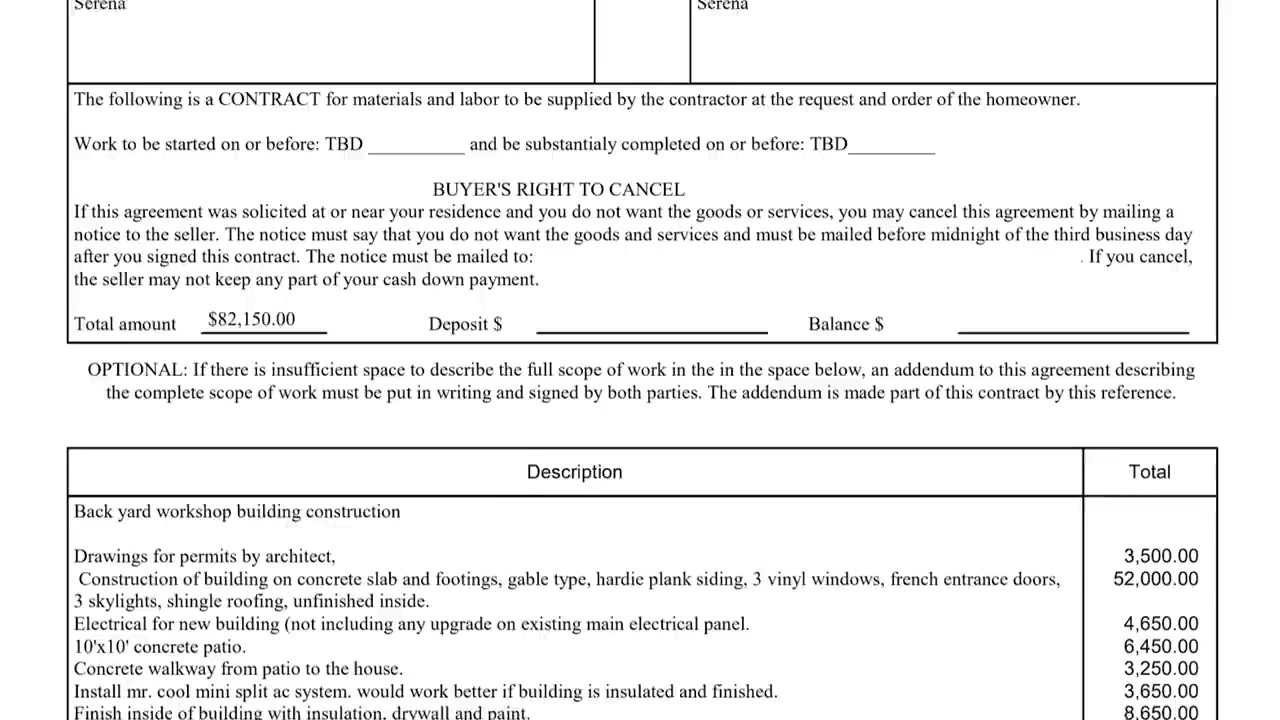 Serena Serena
The following is a CONTRACT for materials and labor to be supplied by the contractor at the request and order of the homeowner.
Work to be started on or before: TBD __________ and be substantialy completed on or before: TBD_________
BUYER'S RIGHT TO CANCEL
If this agreement was solicited at or near your residence and you do not want the goods or services, you may cancel this agreement by mailing a
notice to the seller. The notice must say that you do not want the goods and services and must be mailed before midnight of the third business day
after you signed this contract. The notice must be mailed to: . If you cancel,
the seller may not keep any part of your cash down payment.
Total amount $82,150.00 Deposit $ Balance $
OPTIONAL: If there is insufficient space to describe the full scope of work in the in the space below, an addendum to this agreement describing
the complete scope of work must be put in writing and signed by both parties. The addendum is made part of this contract by this reference.
Description Total
Back yard workshop building construction
Drawings for permits by architect, 3,500.00
Construction of building on concrete slab and footings, gable type, hardie plank siding, 3 vinyl windows, french entrance doors, 52,000.00
3 skylights, shingle roofing, unfinished inside.
Electrical for new building (not including any upgrade on existing main electrical panel. 4,650.00
10'x10' concrete patio. 6,450.00
Concrete walkway from patio to the house. 3,250.00
Install mr. cool mini split ac system. would work better if building is insulated and finished. 3,650.00
Finish inside of building with insulation, drywall and paint. 8,650.00